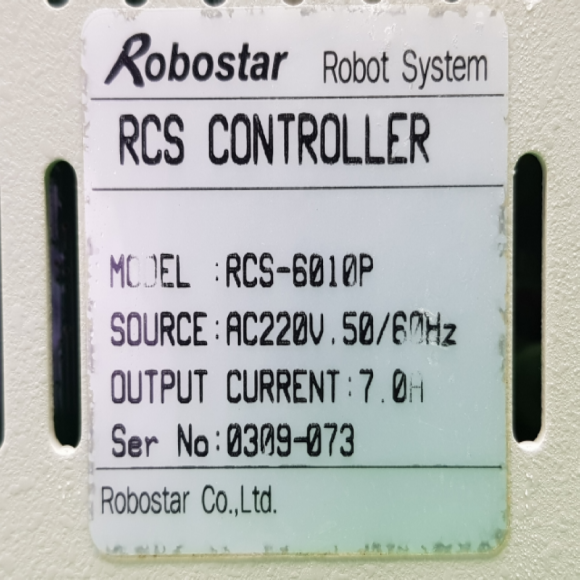 Robostar Robot System
RCS CONTROLLER
MODEL :RCS-6010P
SOURCE:AC220V.50/60Hz
OUTPUT CURRENT:7.0A
Ser No:0309-073
Robostar Co.,Ltd.